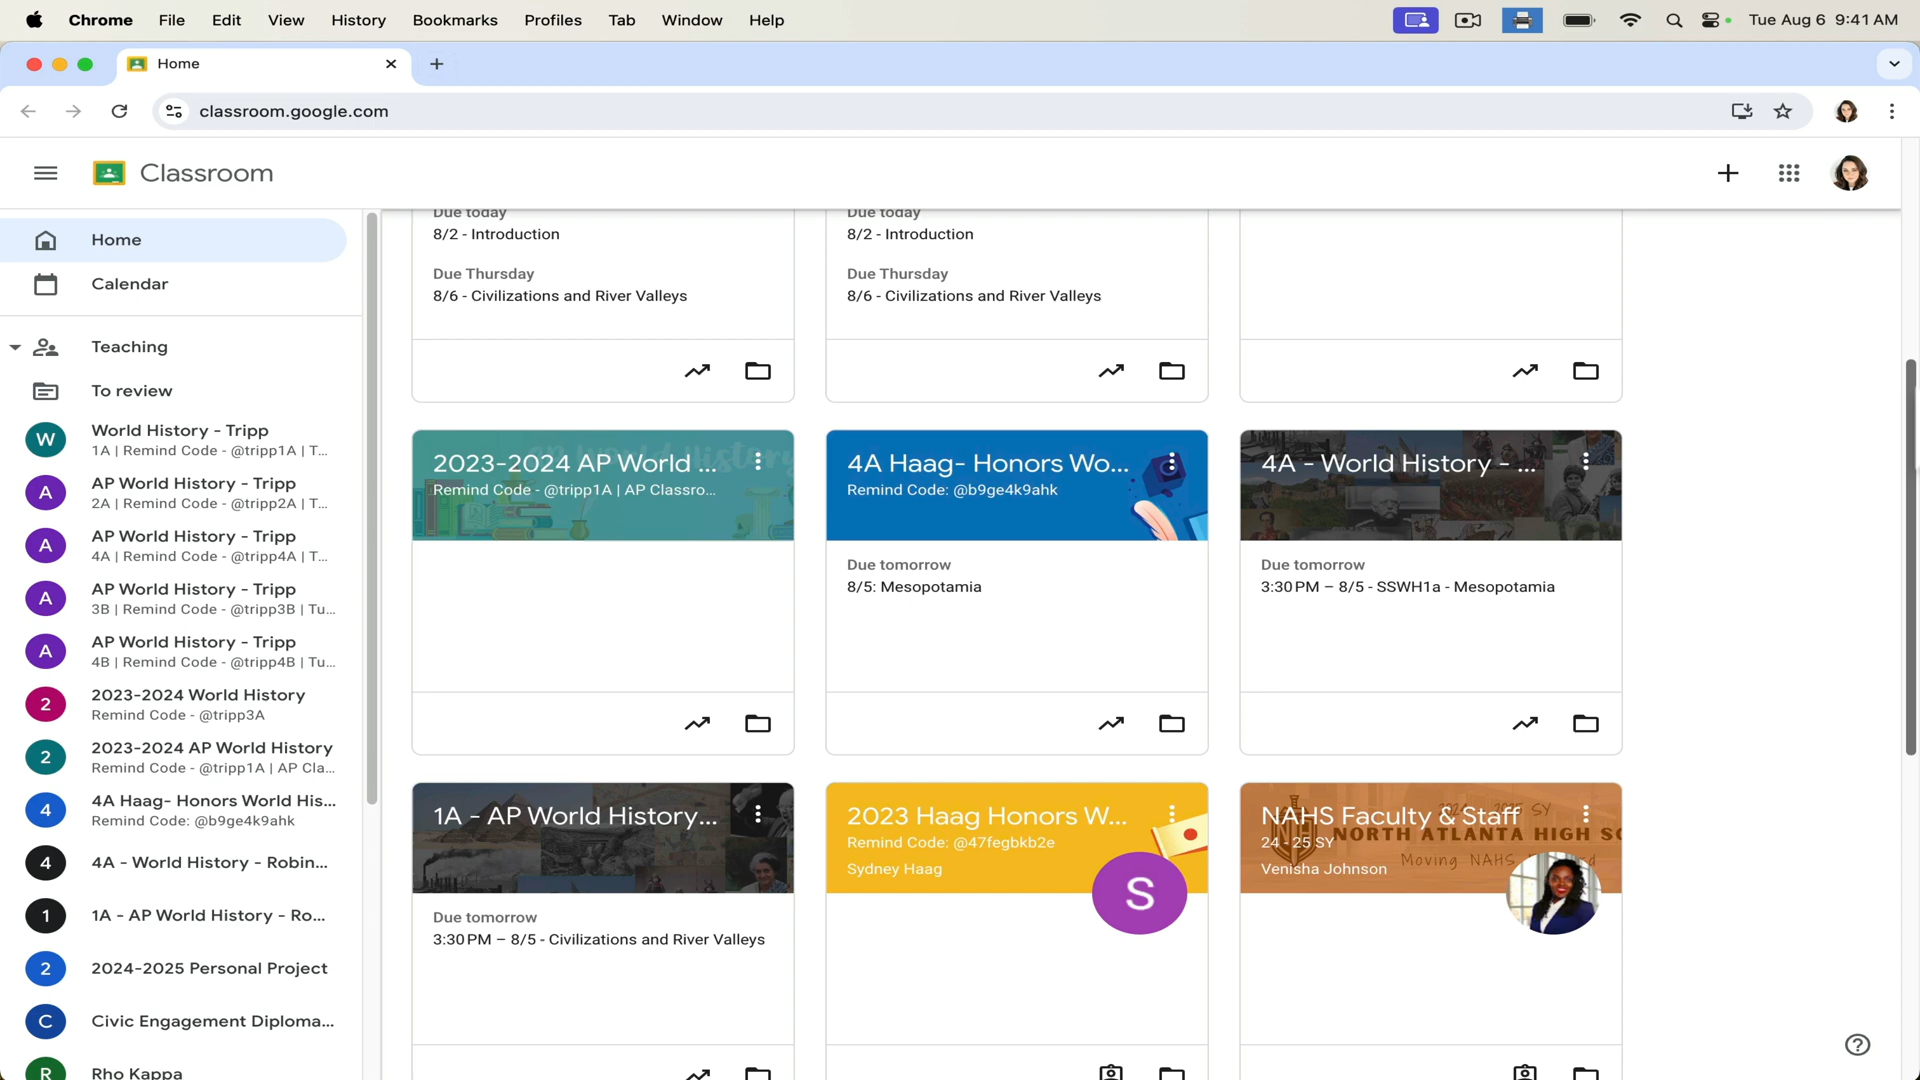 Chrome File Edit View History Bookmarks Profiles Tab Window Help Tue Aug 6 9:41 AM
Home
classroom.google.com
Classroom
Home
Calendar
Teaching
To review
W World History - Tripp
1A | Remind Code - @tripp1A | T...
A AP World History - Tripp
2A | Remind Code - @tripp2A | T...
A AP World History - Tripp
4A | Remind Code - @tripp4A | T...
A AP World History - Tripp
3B | Remind Code - @tripp3B | Tu...
A AP World History - Tripp
4B | Remind Code - @tripp4B | Tu...
2 2023-2024 World History
Remind Code - @tripp3A
2 2023-2024 AP World History
Remind Code - @tripp1A | AP Cla...
4 4A Haag- Honors World His...
Remind Code: @b9ge4k9ahk
4 4A - World History - Robin...
1 1A - AP World History - Ro...
2 2024-2025 Personal Project
C Civic Engagement Diploma...
R Rho Kappa
Due today
8/2 - Introduction
Due Thursday
8/6 - Civilizations and River Valleys
Due today
8/2 - Introduction
Due Thursday
8/6 - Civilizations and River Valleys
2023-2024 AP World ...
Remind Code - @tripp1A | AP Classro...
4A Haag- Honors Wo...
Remind Code: @b9ge4k9ahk
Due tomorrow
8/5: Mesopotamia
4A - World History - ...
Due tomorrow
3:30 PM – 8/5 - SSWH1a - Mesopotamia
1A - AP World History...
Due tomorrow
3:30 PM – 8/5 - Civilizations and River Valleys
2023 Haag Honors W...
Remind Code: @47fegbkb2e
Sydney Haag
S
NAHS Faculty & Staff
24 - 25 SY
Venisha Johnson
NORTH ATLANTA HIGH SC
Moving NAHS